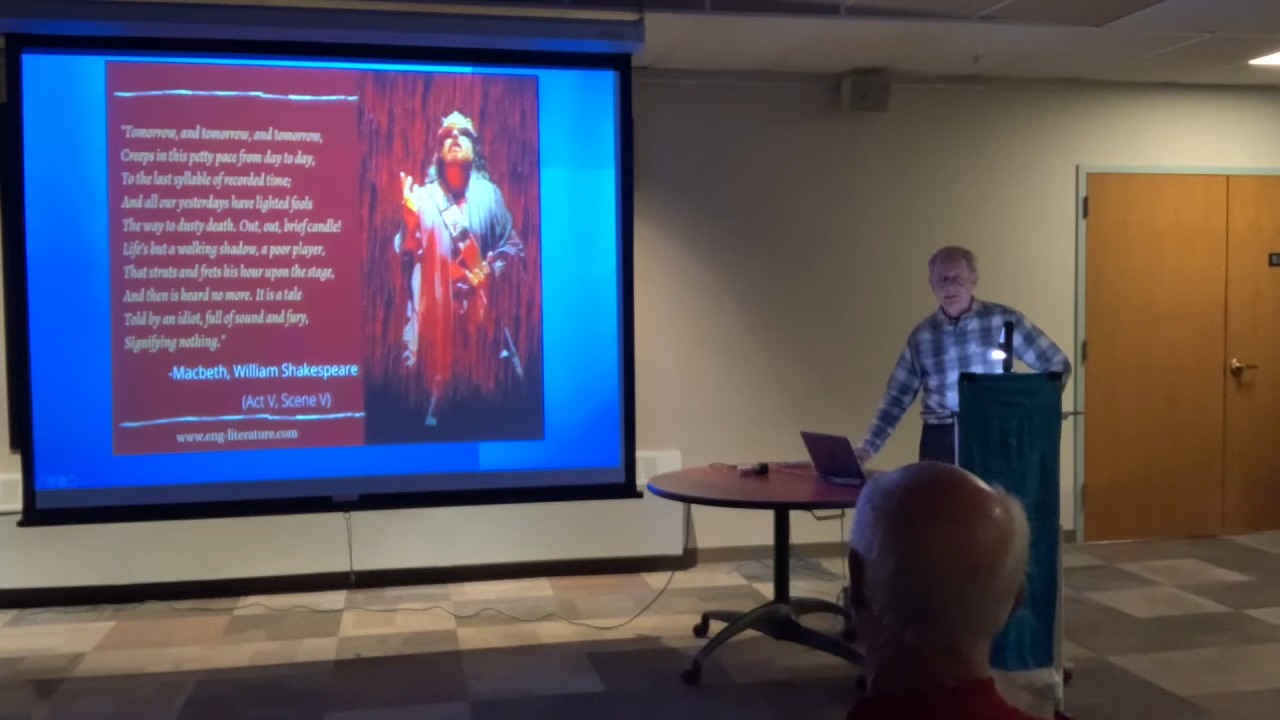 "Tomorrow, and tomorrow, and tomorrow,
Creeps in this petty pace from day to day,
To the last syllable of recorded time;
And all our yesterdays have lighted fools
The way to dusty death. Out, out, brief candle!
Life's but a walking shadow, a poor player,
That struts and frets his hour upon the stage,
And then is heard no more. It is a tale
Told by an idiot, full of sound and fury,
Signifying nothing."
-Macbeth, William Shakespeare
(Act V, Scene V)
www.eng-literature.com